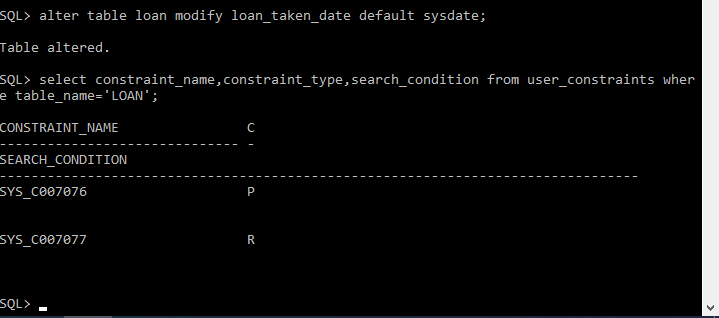 SQL> alter table loan modify loan_taken_date default sysdate;
Table altered.
SQL> select constraint_name,constraint_type,search_condition from user_constraints wher
e table_name='LOAN';
CONSTRAINT_NAME                C
------------------------------ -
SEARCH_CONDITION
--------------------------------------------------------------------------------
SYS_C007076                    P
SYS_C007077                    R
SQL>